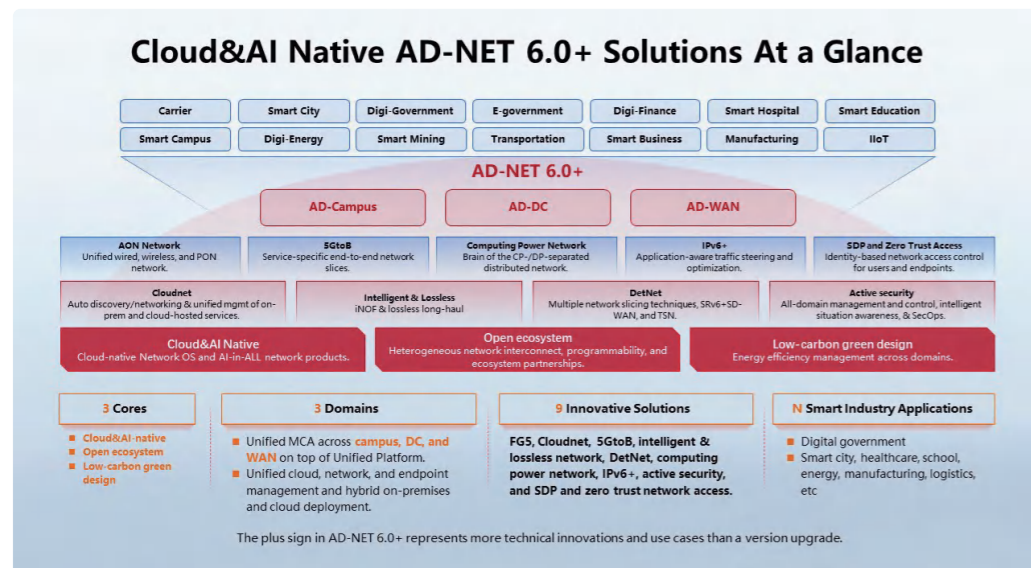 Cloud&AI Native AD-NET 6.0+ Solutions At a Glance
Carrier
Smart City
Digi-Government
E-government
Digi-Finance
Smart Hospital
Smart Education
Smart Campus
Digi-Energy
Smart Mining
Transportation
Smart Business
Manufacturing
IIoT
AD-NET 6.0+
AD-Campus
AD-DC
AD-WAN
AON Network
Unified wired, wireless, and PON
network.
5GtoB
Service-specific end-to-end network
slices.
Computing Power Network
Brain of the CP-/DP-separated
distributed network.
IPv6+
Application-aware traffic steering and
optimization.
SDP and Zero Trust Access
Identity-based network access control
for users and endpoints.
Cloudnet
Auto discovery/networking & unified mgmt of on-
prem and cloud-hosted services.
Intelligent & Lossless
iNOF & lossless long-haul
DetNet
Multiple network slicing techniques, SRv6+SD-
WAN, and TSN.
Active security
All-domain management and control, intelligent
situation awareness, & SecOps.
Cloud&AI Native
Cloud-native Network OS and AI-in-ALL network products.
Open ecosystem
Heterogeneous network interconnect, programmability, and
ecosystem partnerships.
Low-carbon green design
Energy efficiency management across domains.
3 Cores
Cloud&AI-native
Open ecosystem
Low-carbon green
design
3 Domains
Unified MCA across campus, DC, and
WAN on top of Unified Platform.
Unified cloud, network, and endpoint
management and hybrid on-premises
and cloud deployment.
9 Innovative Solutions
FG5, Cloudnet, 5GtoB, intelligent &
lossless network, DetNet, computing
power network, IPv6+, active security,
and SDP and zero trust network access.
N Smart Industry Applications
Digital government
Smart city, healthcare, school,
energy, manufacturing, logistics,
etc
The plus sign in AD-NET 6.0+ represents more technical innovations and use cases than a version upgrade.